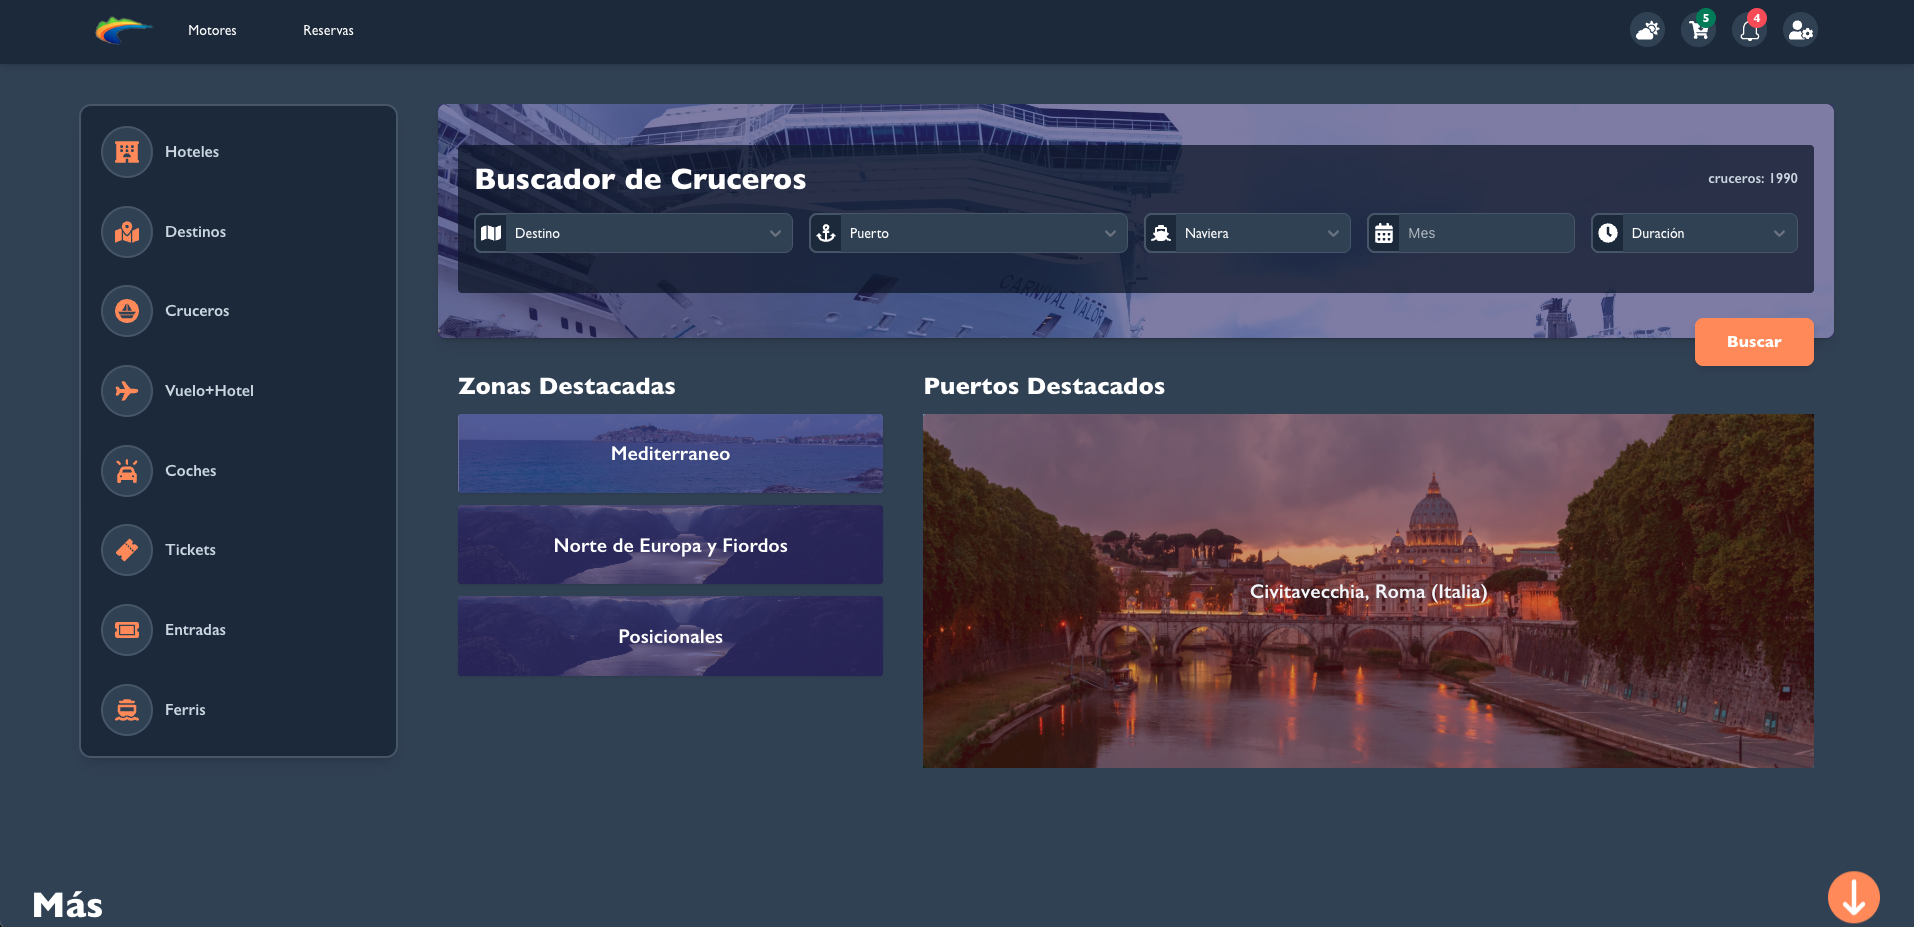 Motores
Reservas
5
4
Hoteles
Destinos
Cruceros
Vuelo+Hotel
Coches
Tickets
Entradas
Ferris
Buscador de Cruceros
cruceros: 1990
Destino
Puerto
Naviera
Mes
Duración
CARNIVAL VALOR
Buscar
Zonas Destacadas
Mediterraneo
Norte de Europa y Fiordos
Posicionales
Puertos Destacados
Civitavecchia, Roma (Italia)
Más